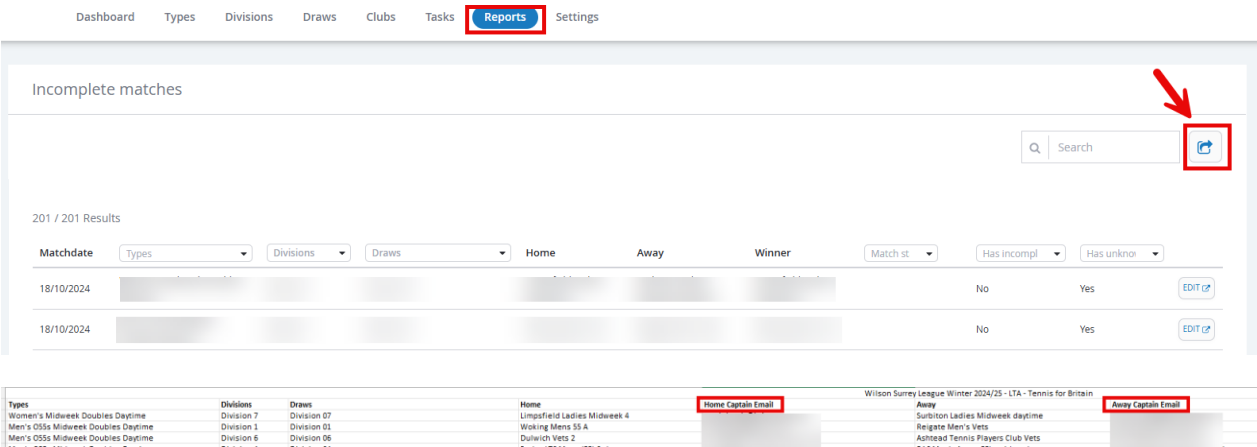 Dashboard Types Divisions Draws Clubs Tasks Reports Settings
Incomplete matches
Search
201 / 201 Results
Matchdate Types Divisions Draws Home Away Winner Match st Has incompl Has unknov
18/10/2024 No Yes EDIT
18/10/2024 No Yes EDIT
Wilson Surrey League Winter 2024/25 - LTA - Tennis for Britain
Types Divisions Draws Home Home Captain Email Away Away Captain Email
Women's Midweek Doubles Daytime Division 7 Division 07 Limpsfield Ladies Midweek 4 Surbiton Ladies Midweek daytime
Men's O55s Midweek Doubles Daytime Division 1 Division 01 Woking Mens 55 A Reigate Men's Vets
Men's O55s Midweek Doubles Daytime Division 6 Division 06 Dulwich Vets 2 Ashtead Tennis Players Club Vets